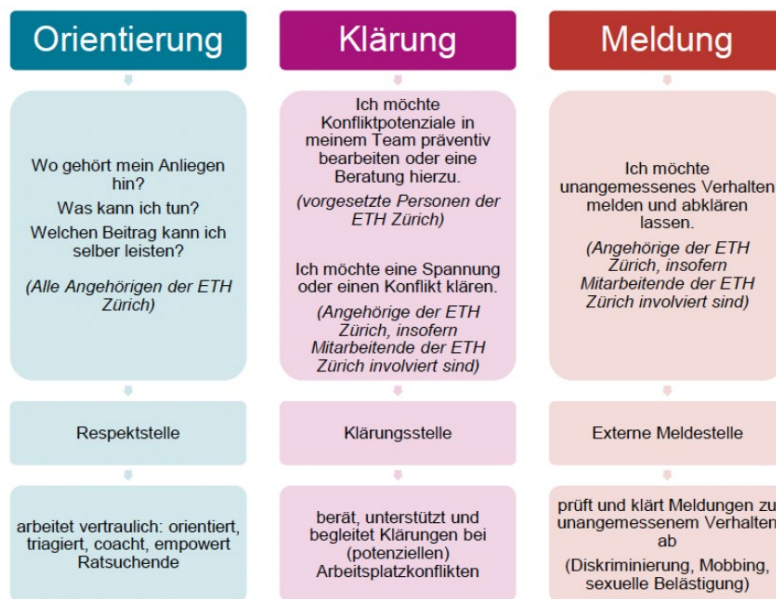 Orientierung
Wo gehört mein Anliegen
hin?
Was kann ich tun?
Welchen Beitrag kann ich
selber leisten?
(Alle Angehörigen der ETH
Zürich)
Respektstelle
arbeitet vertraulich: orientiert,
triagiert, coacht, empowert
Ratsuchende
Klärung
Ich möchte
Konfliktpotenziale in
meinem Team präventiv
bearbeiten oder eine
Beratung hierzu.
(vorgesetzte Personen der
ETH Zürich)
Ich möchte eine Spannung
oder einen Konflikt klären.
(Angehörige der ETH
Zürich, insofern
Mitarbeitende der ETH
Zürich involviert sind)
Klärungsstelle
berät, unterstützt und
begleitet Klärungen bei
(potenziellen)
Arbeitsplatzkonflikten
Meldung
Ich möchte
unangemessenes Verhalten
melden und abklären
lassen.
(Angehörige der ETH
Zürich, insofern
Mitarbeitende der ETH
Zürich involviert sind)
Externe Meldestelle
prüft und klärt Meldungen zu
unangemessenem Verhalten
ab
(Diskriminierung, Mobbing,
sexuelle Belästigung)